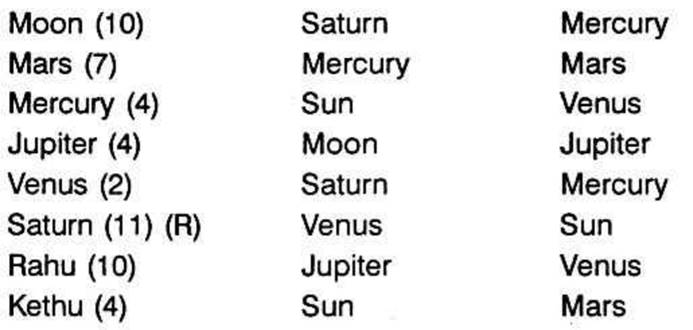 Moon (10) Saturn Mercury
Mars (7) Mercury Mars
Mercury (4) Sun Venus
Jupiter (4) Moon Jupiter
Venus (2) Saturn Mercury
Saturn (11) (R) Venus Sun
Rahu (10) Jupiter Venus
Kethu (4) Sun Mars